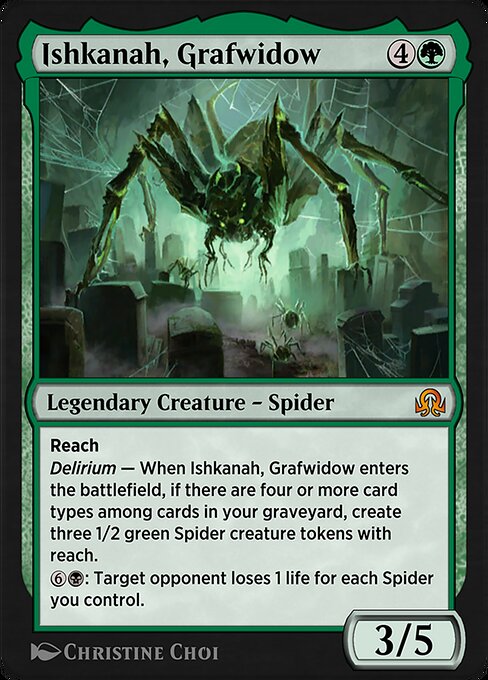 Ishkanah, Grafwidow 4
Legendary Creature – Spider
Reach
Delirium — When Ishkanah, Grafwidow enters
the battlefield, if there are four or more card
types among cards in your graveyard, create
three 1/2 green Spider creature tokens with
reach.
6: Target opponent loses 1 life for each Spider
you control.
3/5
Christine Choi